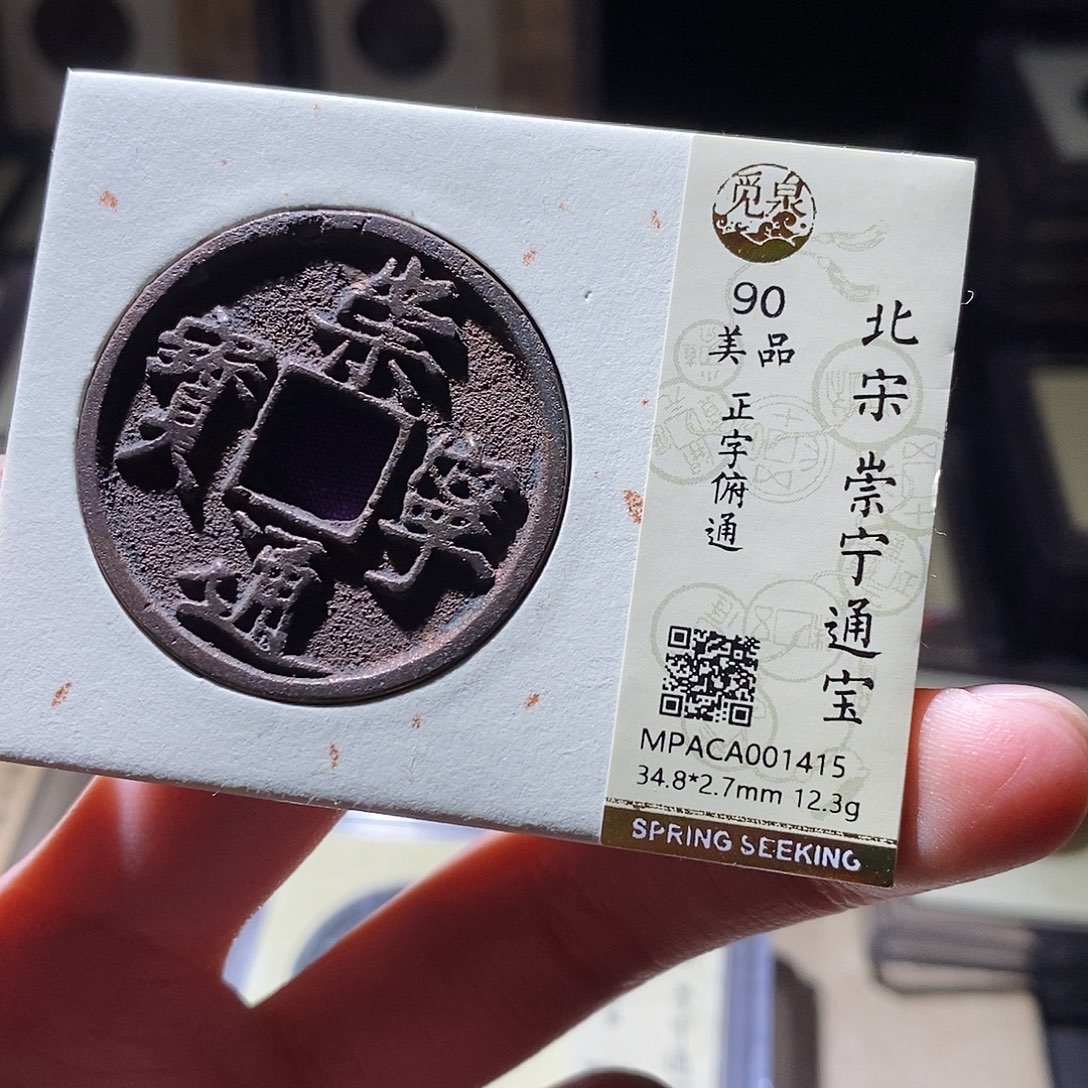 崇寧通寳
觅泉
90
美品
正字俯通
北宋 崇宁通宝
MPACA001415
34.8*2.7mm 12.3g
SPRING SEEKING